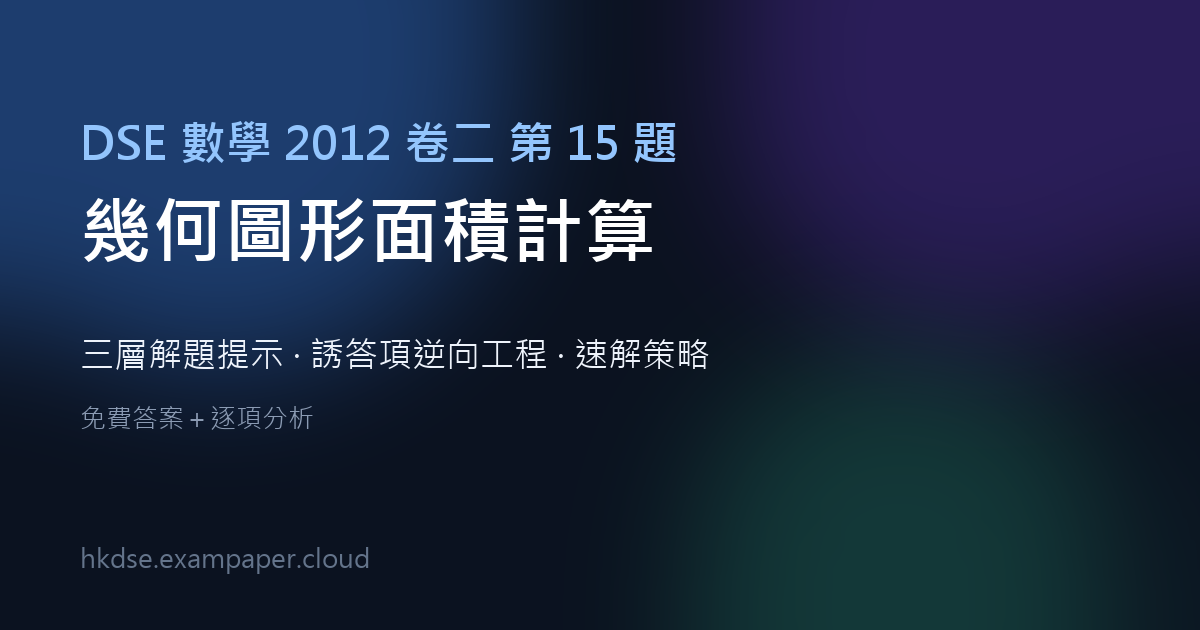 DSE 數學 2012 卷二 第 15 題
幾何圖形面積計算
三層解題提示 · 誘答項逆向工程 · 速解策略
免費答案 + 逐項分析
hkdse.exampaper.cloud